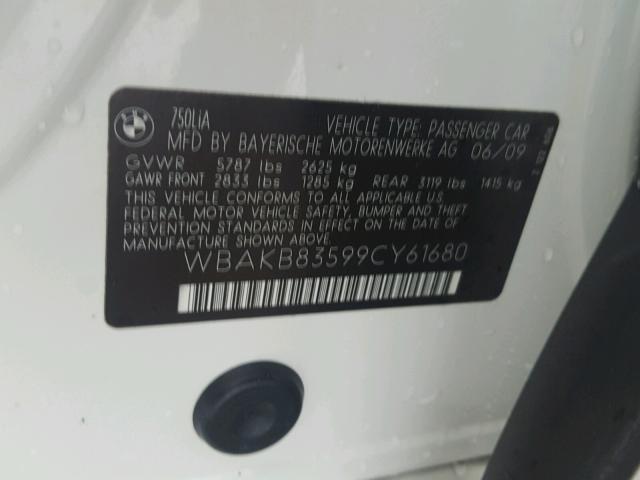 BMW
750LiA
VEHICLE TYPE: PASSENGER CAR
MFD BY BAYERISCHE MOTORENWERKE AG 06/09
GVWR 5787 lbs 2625 kg
GAWR FRONT 2833 lbs 1285 kg REAR 3119 lbs 1415 kg
THIS VEHICLE CONFORMS TO ALL APPLICABLE U.S.
FEDERAL MOTOR VEHICLE SAFETY, BUMPER AND THEFT
PREVENTION STANDARDS IN EFFECT ON THE DATE OF
MANUFACTURE SHOWN ABOVE.
WBAKB83599CY61680